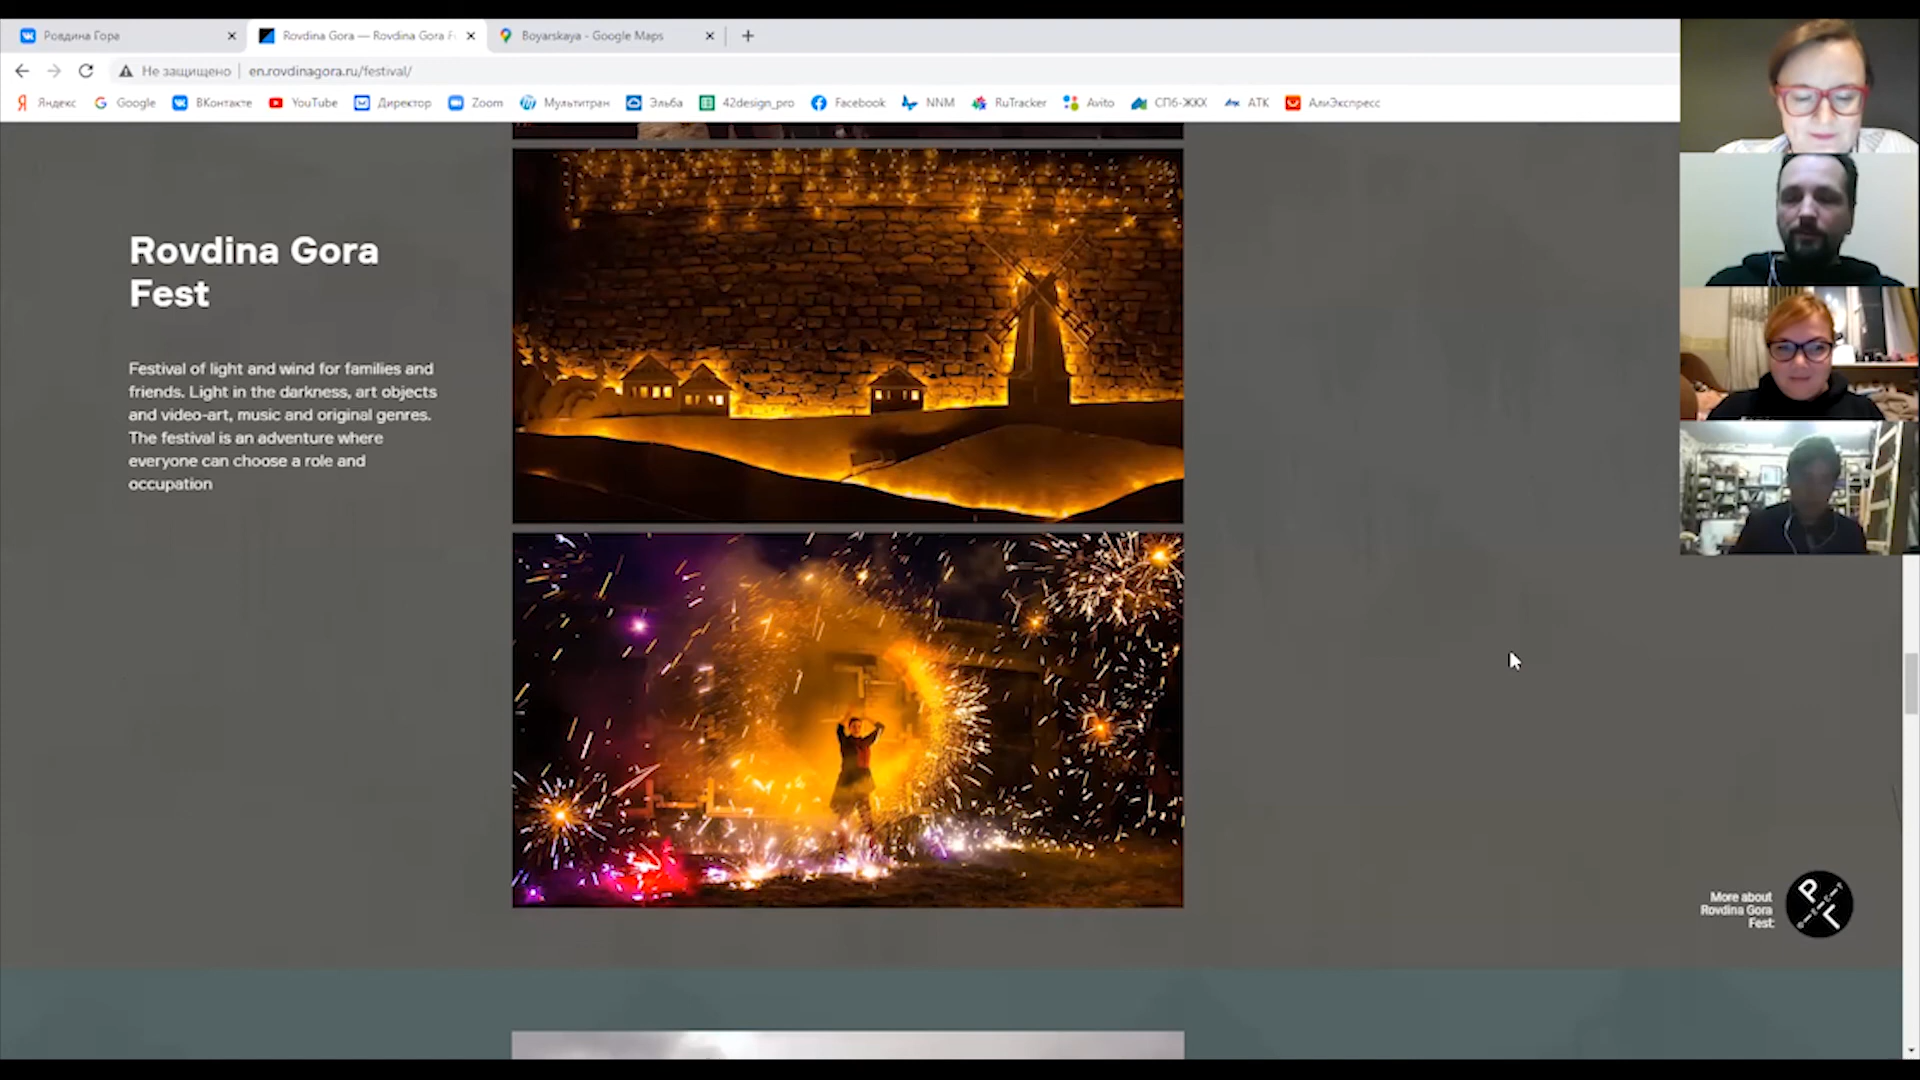 Ровдина Гора
Rovdina Gora — Rovdina Gora F
Boyarskaya - Google Maps
Не защищено
en.rovdinagora.ru/festival/
Яндекс
Google
ВКонтакте
YouTube
Директор
Zoom
Мультитран
Эльба
42design_pro
Facebook
NNM
RuTracker
Avito
СПб-ЖКХ
АТК
АлиЭкспресс
Rovdina Gora
Fest
Festival of light and wind for families and
friends. Light in the darkness, art objects
and video-art, music and original genres.
The festival is an adventure where
everyone can choose a role and
occupation
More about
Rovdina Gora
Fest: